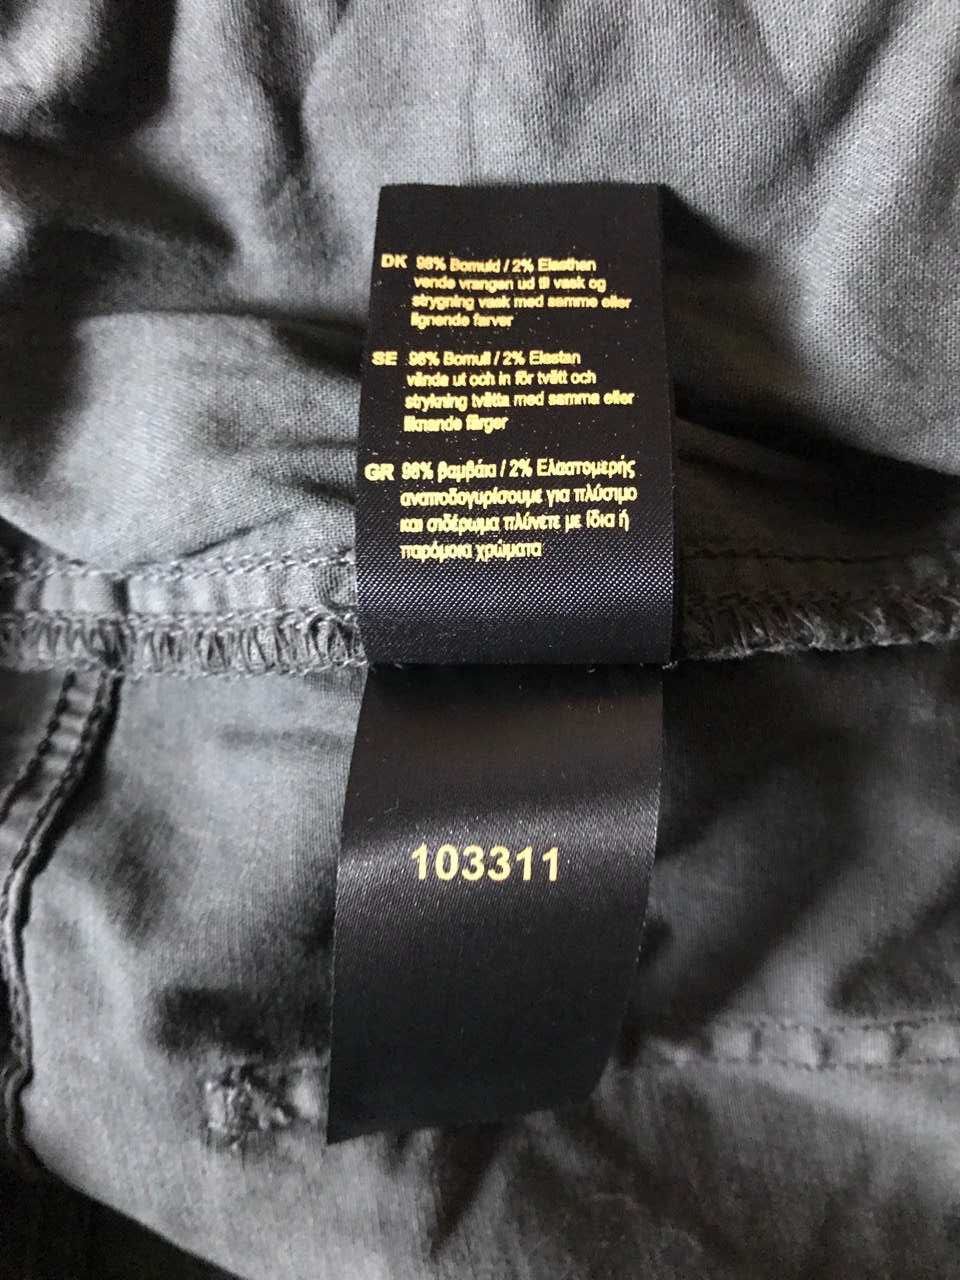 DK 98% Bomuld / 2% Elasthan
vende vrangen ud til vask og
strygning vask med samme eller
lignende farver
SE 98% Bomull / 2% Elastan
vända ut och in för tvätt och
strykning tvätta med samma eller
liknande färger
GR 98% βαμβάκι / 2% Ελαστομερής
αναποδογυρίσουμε για πλύσιμο
και σιδέρωμα πλύνετε με ίδια ή
παρόμοια χρώματα
103311